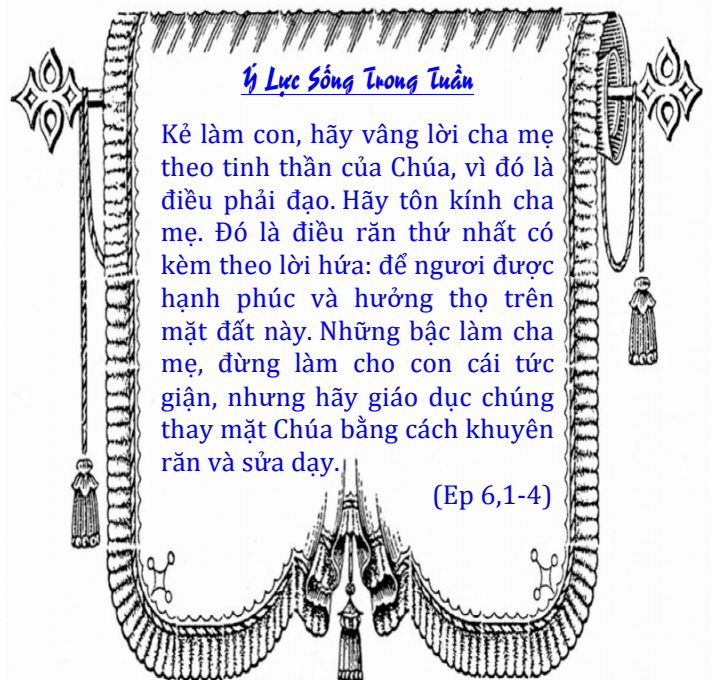 Ý Lực Sống Trong Tuần
Kẻ làm con, hãy vâng lời cha mẹ
theo tinh thần của Chúa, vì đó là
điều phải đạo. Hãy tôn kính cha
mẹ. Đó là điều răn thứ nhất có
kèm theo lời hứa: để ngươi được
hạnh phúc và hưởng thọ trên
mặt đất này. Những bậc làm cha
mẹ, đừng làm cho con cái tức
giận, nhưng hãy giáo dục chúng
thay mặt Chúa bằng cách khuyên
răn và sửa dạy.
(Ep 6,1-4)